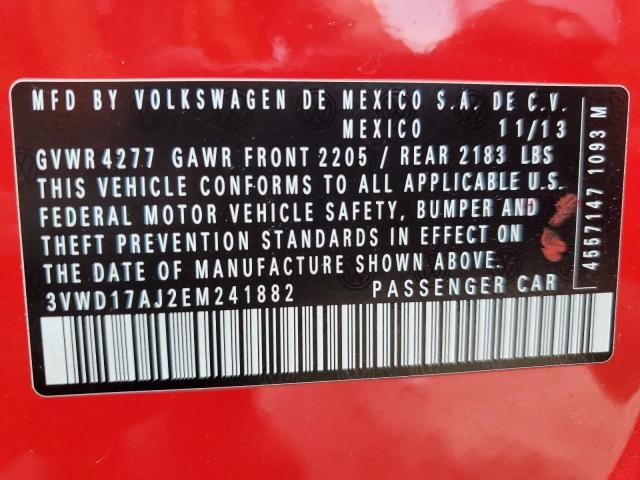 MFD BY VOLKSWAGEN DE MEXICO S.A. DE C.V.
MEXICO 11/13
GVWR 4277 GAWR FRONT 2205 / REAR 2183 LBS
THIS VEHICLE CONFORMS TO ALL APPLICABLE U.S.
FEDERAL MOTOR VEHICLE SAFETY, BUMPER AND
THEFT PREVENTION STANDARDS IN EFFECT ON
THE DATE OF MANUFACTURE SHOWN ABOVE.
3VWD17AJ2EM241882 PASSENGER CAR
4557147 1093 M